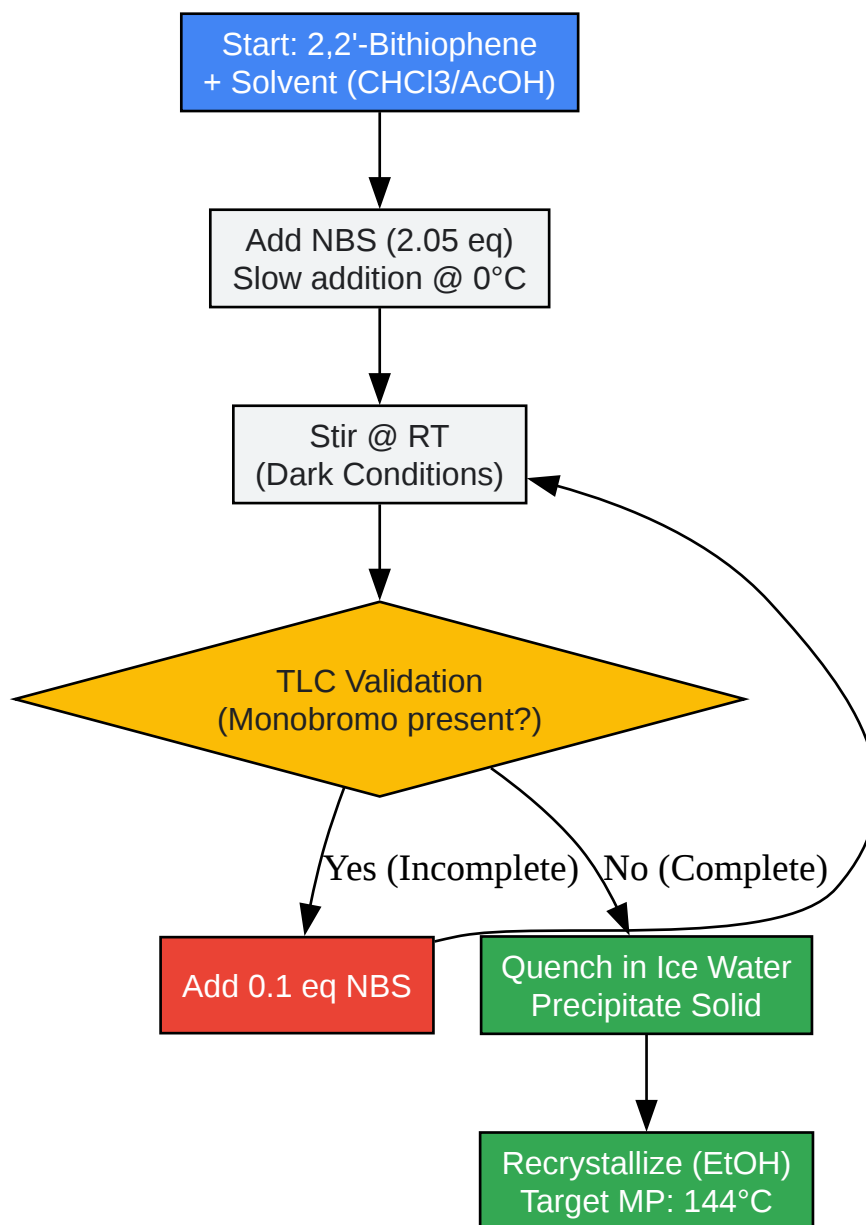 Start: 2,2'-Bithiophene
+ Solvent (CHCl3/AcOH)
Add NBS (2.05 eq)
Slow addition @ 0°C
Stir @ RT
(Dark Conditions)
TLC Validation
(Monobromo present?)
Yes (Incomplete)
No (Complete)
Add 0.1 eq NBS
Quench in Ice Water
Precipitate Solid
Recrystallize (EtOH)
Target MP: 144°C